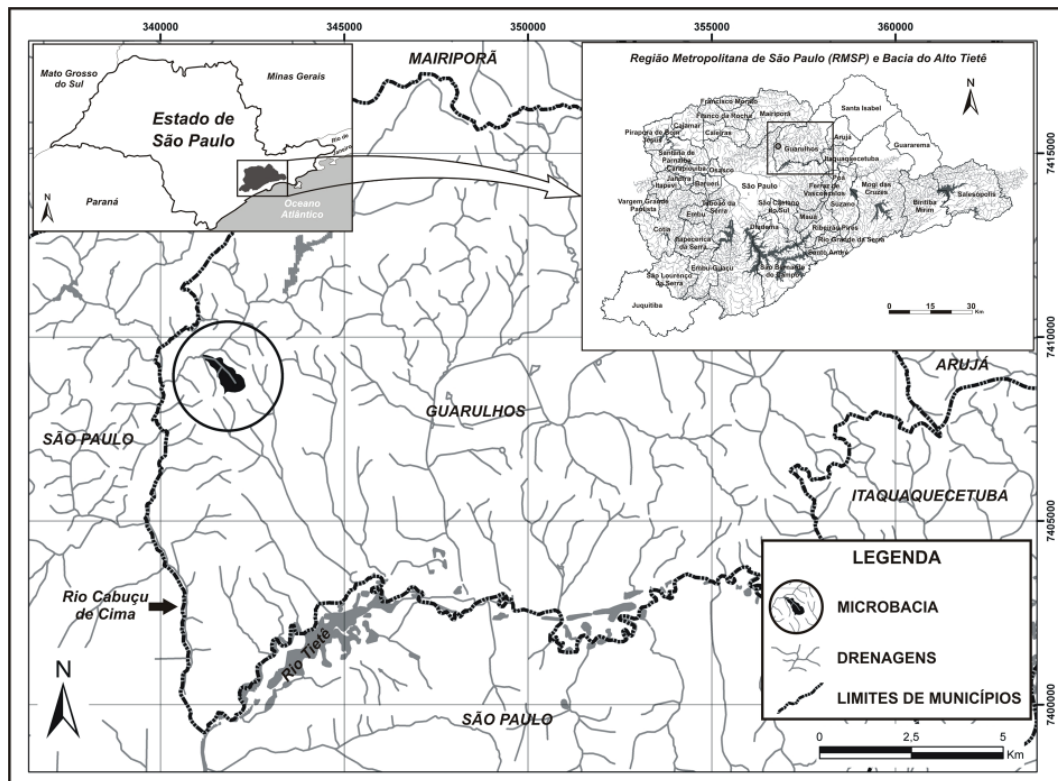 340000
345000
350000
355000
360000
7415000
7410000
7405000
7400000
Mato Grosso
do Sul
Minas Gerais
Estado de
São Paulo
Rio de
Janeiro
Paraná
Oceano
Atlântico
N
MAIRIPORÃ
Região Metropolitana de São Paulo (RMSP) e Bacia do Alto Tietê
N
Francisco Morato
Mairiporã
Santa Isabel
Franco da Rocha
Cajamar
Caieiras
Pirapora do Bom
Jesus
Arujá
Guarulhos
Guararema
Santana de
Parnaíba
Itaquaquecetuba
Carapicuíba
Osasco
Jandira
Itapevi
Barueri
Poá
São Paulo
Ferraz de
Vasconcelos
Mogi das
Cruzes
Salesópolis
Vargem Grande
Paulista
Taboão da
Serra
São Caetano
do Sul
Suzano
Biritiba
Mirim
Embu
Mauá
Cotia
Diadema
Ribeirão Pires
Itapecerica
da Serra
Rio Grande da Serra
Santo André
Embu-Guaçu
São Bernardo
do Campo
São Lourenço
da Serra
Juquitiba
0 15 30
Km
ARUJÁ
GUARULHOS
SÃO PAULO
ITAQUAQUECETUBA
Rio Cabuçu
de Cima
Rio Tietê
SÃO PAULO
N
LEGENDA
MICROBACIA
DRENAGENS
LIMITES DE MUNICÍPIOS
0 2,5 5
Km